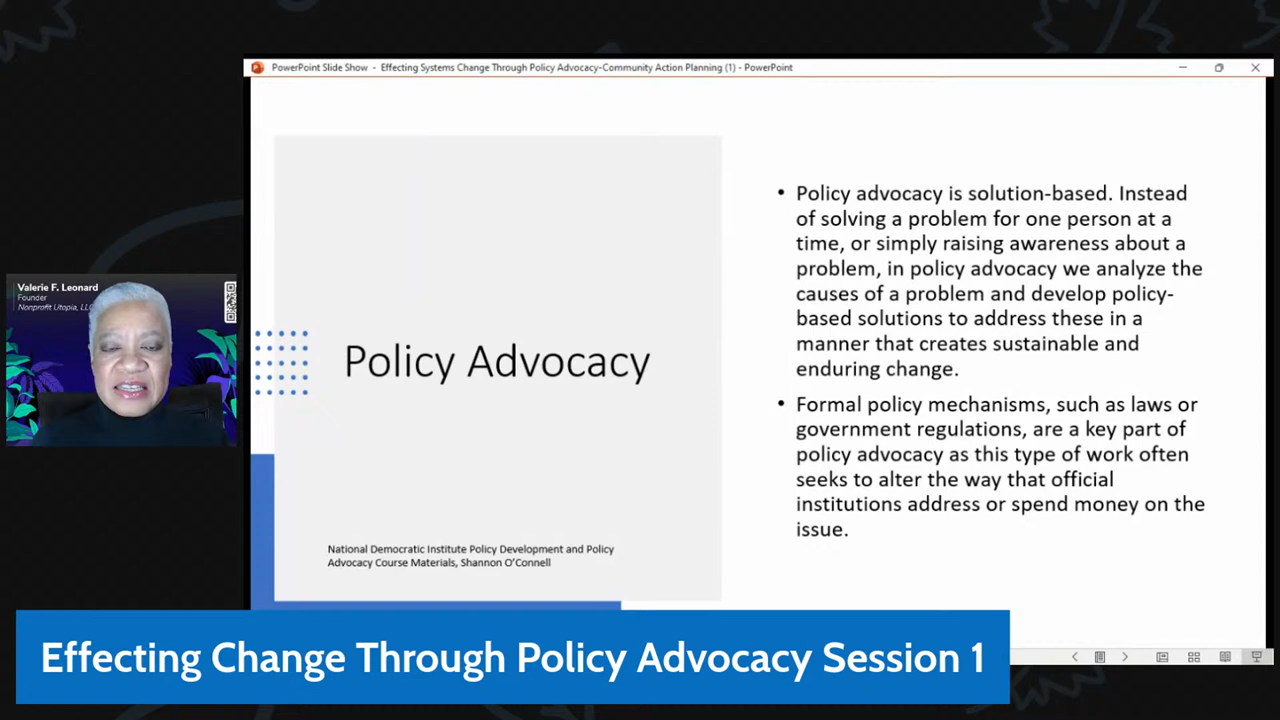 PowerPoint Slide Show - Effecting Systems Change Through Policy Advocacy-Community Action Planning (1) - PowerPoint
Valerie F. Leonard
Founder
Nonprofit Utopia, LLC
Policy Advocacy
National Democratic Institute Policy Development and Policy
Advocacy Course Materials, Shannon O'Connell
• Policy advocacy is solution-based. Instead
of solving a problem for one person at a
time, or simply raising awareness about a
problem, in policy advocacy we analyze the
causes of a problem and develop policy-
based solutions to address these in a
manner that creates sustainable and
enduring change.
• Formal policy mechanisms, such as laws or
government regulations, are a key part of
policy advocacy as this type of work often
seeks to alter the way that official
institutions address or spend money on the
issue.
Effecting Change Through Policy Advocacy Session 1